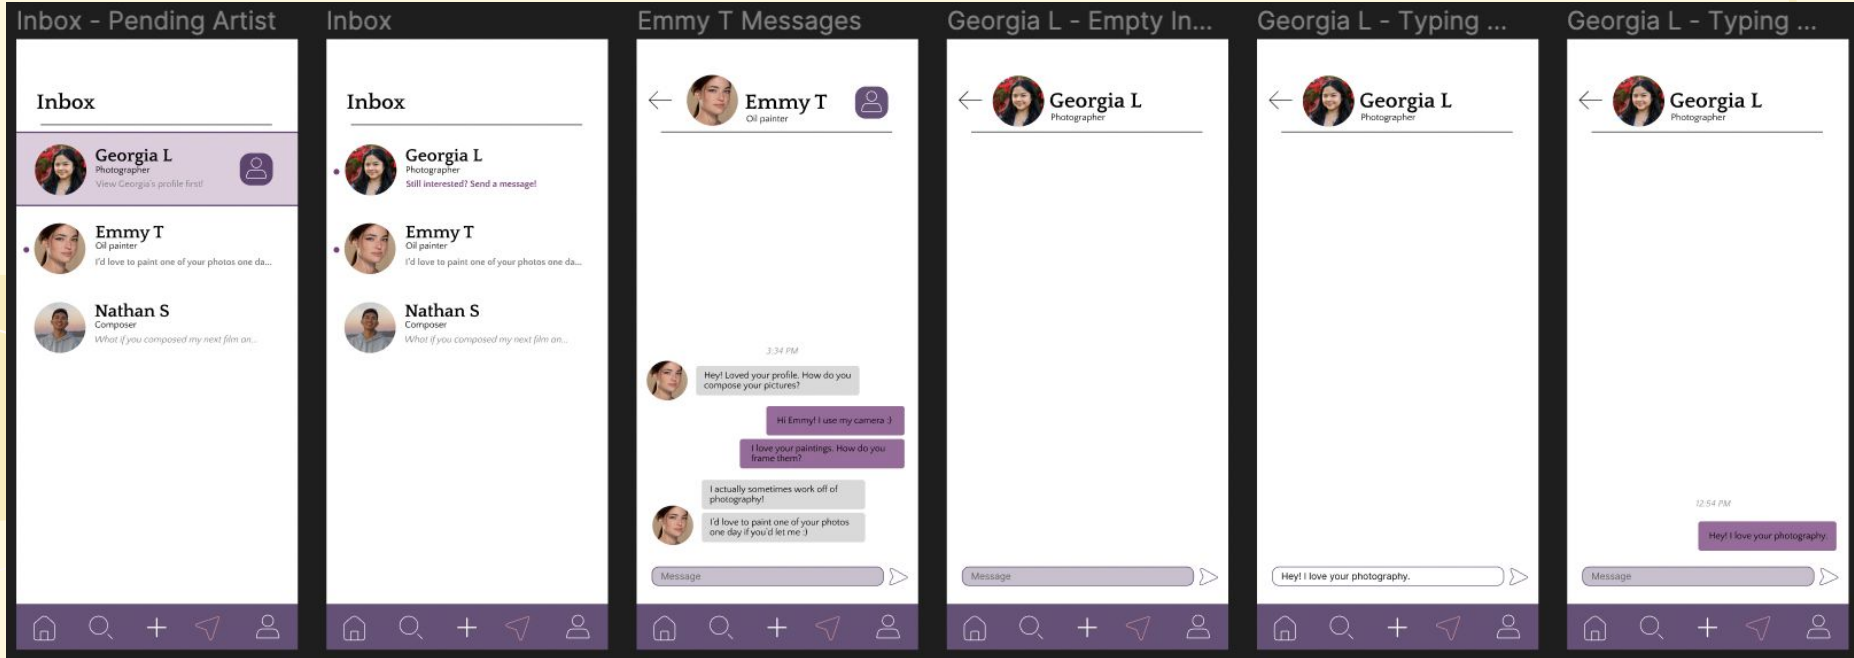 Inbox - Pending Artist
Inbox
Georgia L
Photographer
View Georgia's profile first!
Emmy T
Oil painter
I'd love to paint one of your photos one da...
Nathan S
Composer
What if you composed my next film an...
Inbox
Inbox
Georgia L
Photographer
Still interested? Send a message!
Emmy T
Oil painter
I'd love to paint one of your photos one da...
Nathan S
Composer
What if you composed my next film an...
Emmy T Messages
Emmy T
Oil painter
3:34 PM
Hey! Loved your profile. How do you
compose your pictures?
Hi Emmy! I use my camera :)
I love your paintings. How do you
frame them?
I actually sometimes work off of
photography!
I'd love to paint one of your photos
one day if you'd let me :)
Message
Georgia L - Empty In...
Georgia L
Photographer
Message
Georgia L - Typing ...
Georgia L
Photographer
Hey! I love your photography.
Georgia L - Typing ...
Georgia L
Photographer
12:54 PM
Hey! I love your photography.
Message